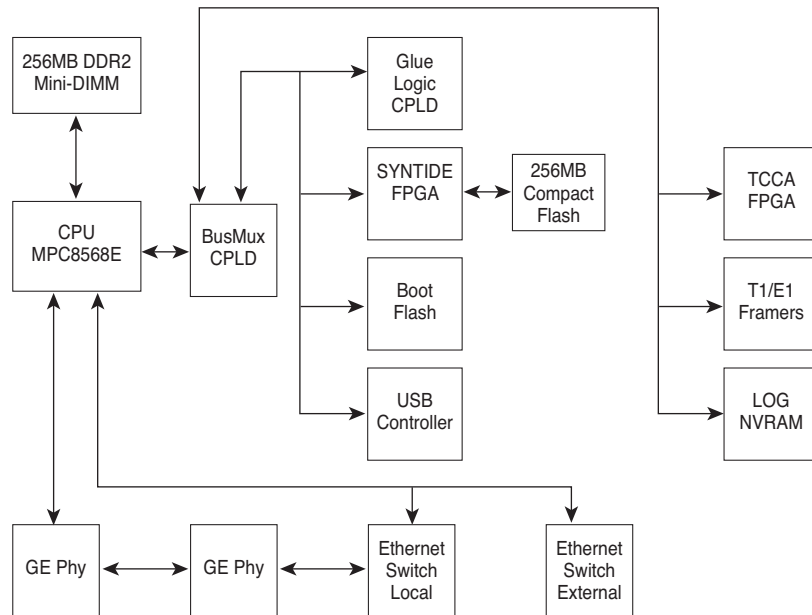 256MB DDR2
Mini-DIMM
Glue
Logic
CPLD
SYNTIDE
FPGA
256MB
Compact
Flash
TCCA
FPGA
CPU
MPC8568E
BusMux
CPLD
Boot
Flash
T1/E1
Framers
USB
Controller
LOG
NVRAM
GE Phy
GE Phy
Ethernet
Switch
Local
Ethernet
Switch
External